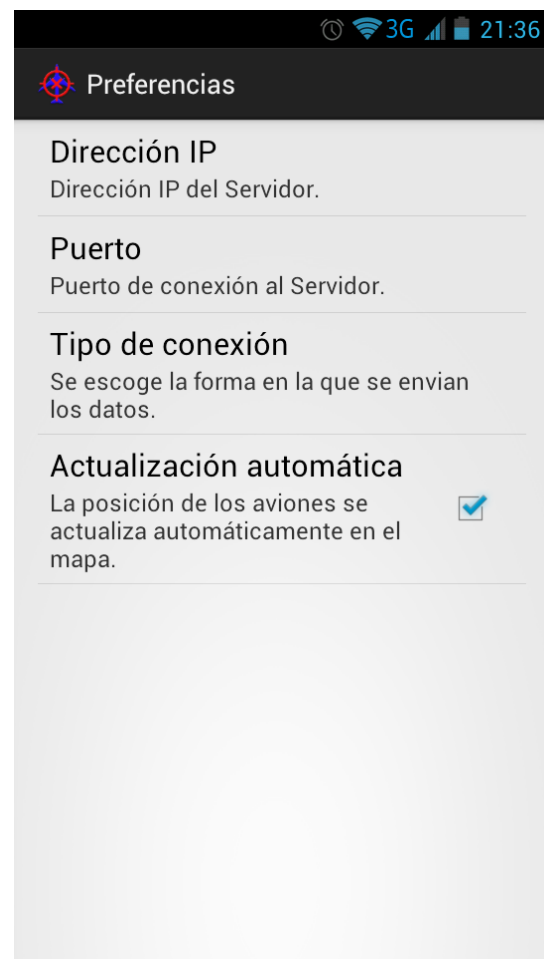 3G 21:36
Preferencias
Dirección IP
Dirección IP del Servidor.
Puerto
Puerto de conexión al Servidor.
Tipo de conexión
Se escoge la forma en la que se envian
los datos.
Actualización automática
La posición de los aviones se
actualiza automáticamente en el
mapa.